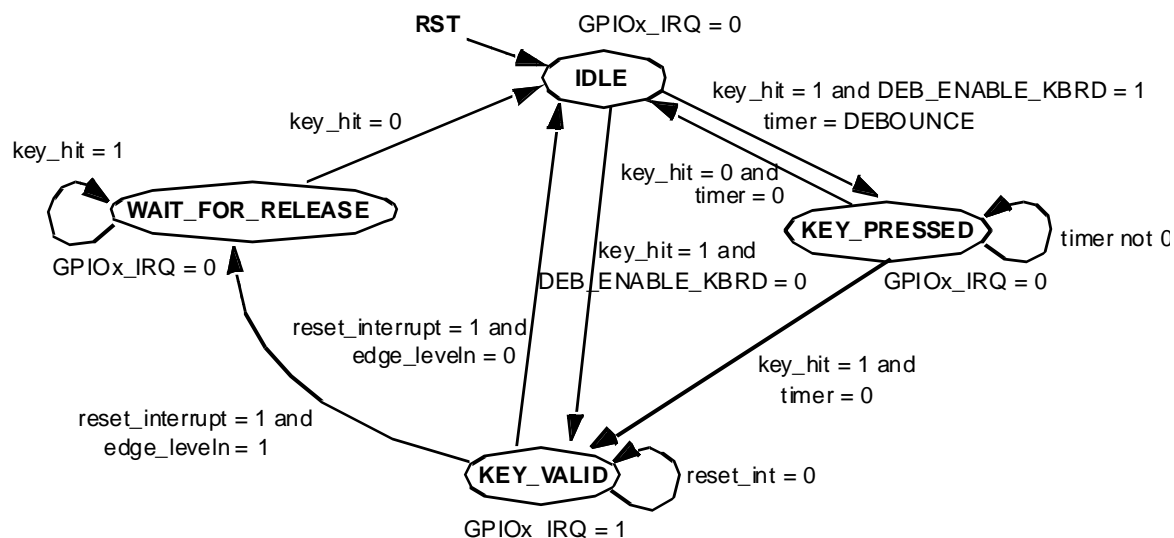 RST
GPIOx_IRQ = 0
IDLE
key_hit = 1 and DEB_ENABLE_KBRD = 1
timer = DEBOUNCE
key_hit = 0
key_hit = 1
key_hit = 0 and
timer = 0
WAIT_FOR_RELEASE
KEY_PRESSED
timer not 0
GPIOx_IRQ = 0
key_hit = 1 and
DEB_ENABLE_KBRD = 0
GPIOx_IRQ = 0
reset_interrupt = 1 and
edge_leveln = 0
key_hit = 1 and
timer = 0
reset_interrupt = 1 and
edge_leveln = 1
KEY_VALID
reset_int = 0
GPIOx IRQ = 1